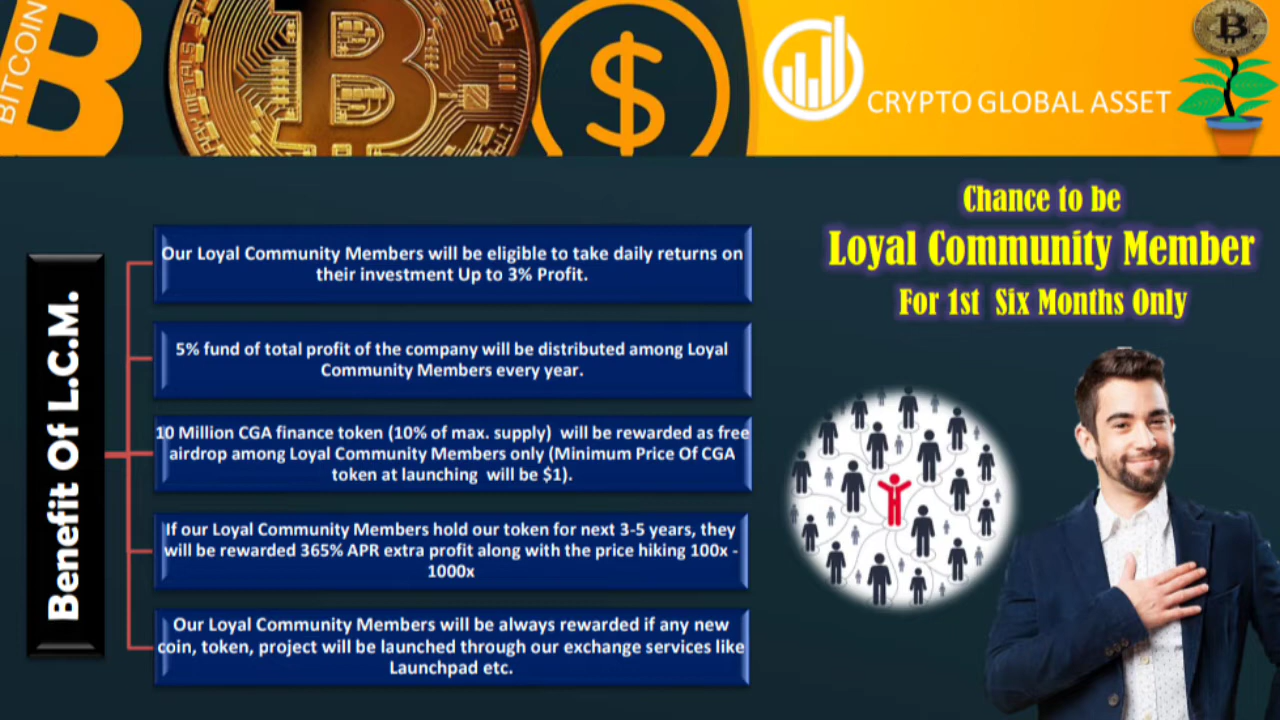 BITCOIN
CRYPTO GLOBAL ASSET
Chance to be
Loyal Community Member
For 1st Six Months Only
Benefit Of L.C.M.
Our Loyal Community Members will be eligible to take daily returns on
their investment Up to 3% Profit.
5% fund of total profit of the company will be distributed among Loyal
Community Members every year.
10 Million CGA finance token (10% of max. supply) will be rewarded as free
airdrop among Loyal Community Members only (Minimum Price Of CGA
token at launching will be $1).
If our Loyal Community Members hold our token for next 3-5 years, they
will be rewarded 365% APR extra profit along with the price hiking 100x -
1000x
Our Loyal Community Members will be always rewarded if any new
coin, token, project will be launched through our exchange services like
Launchpad etc.